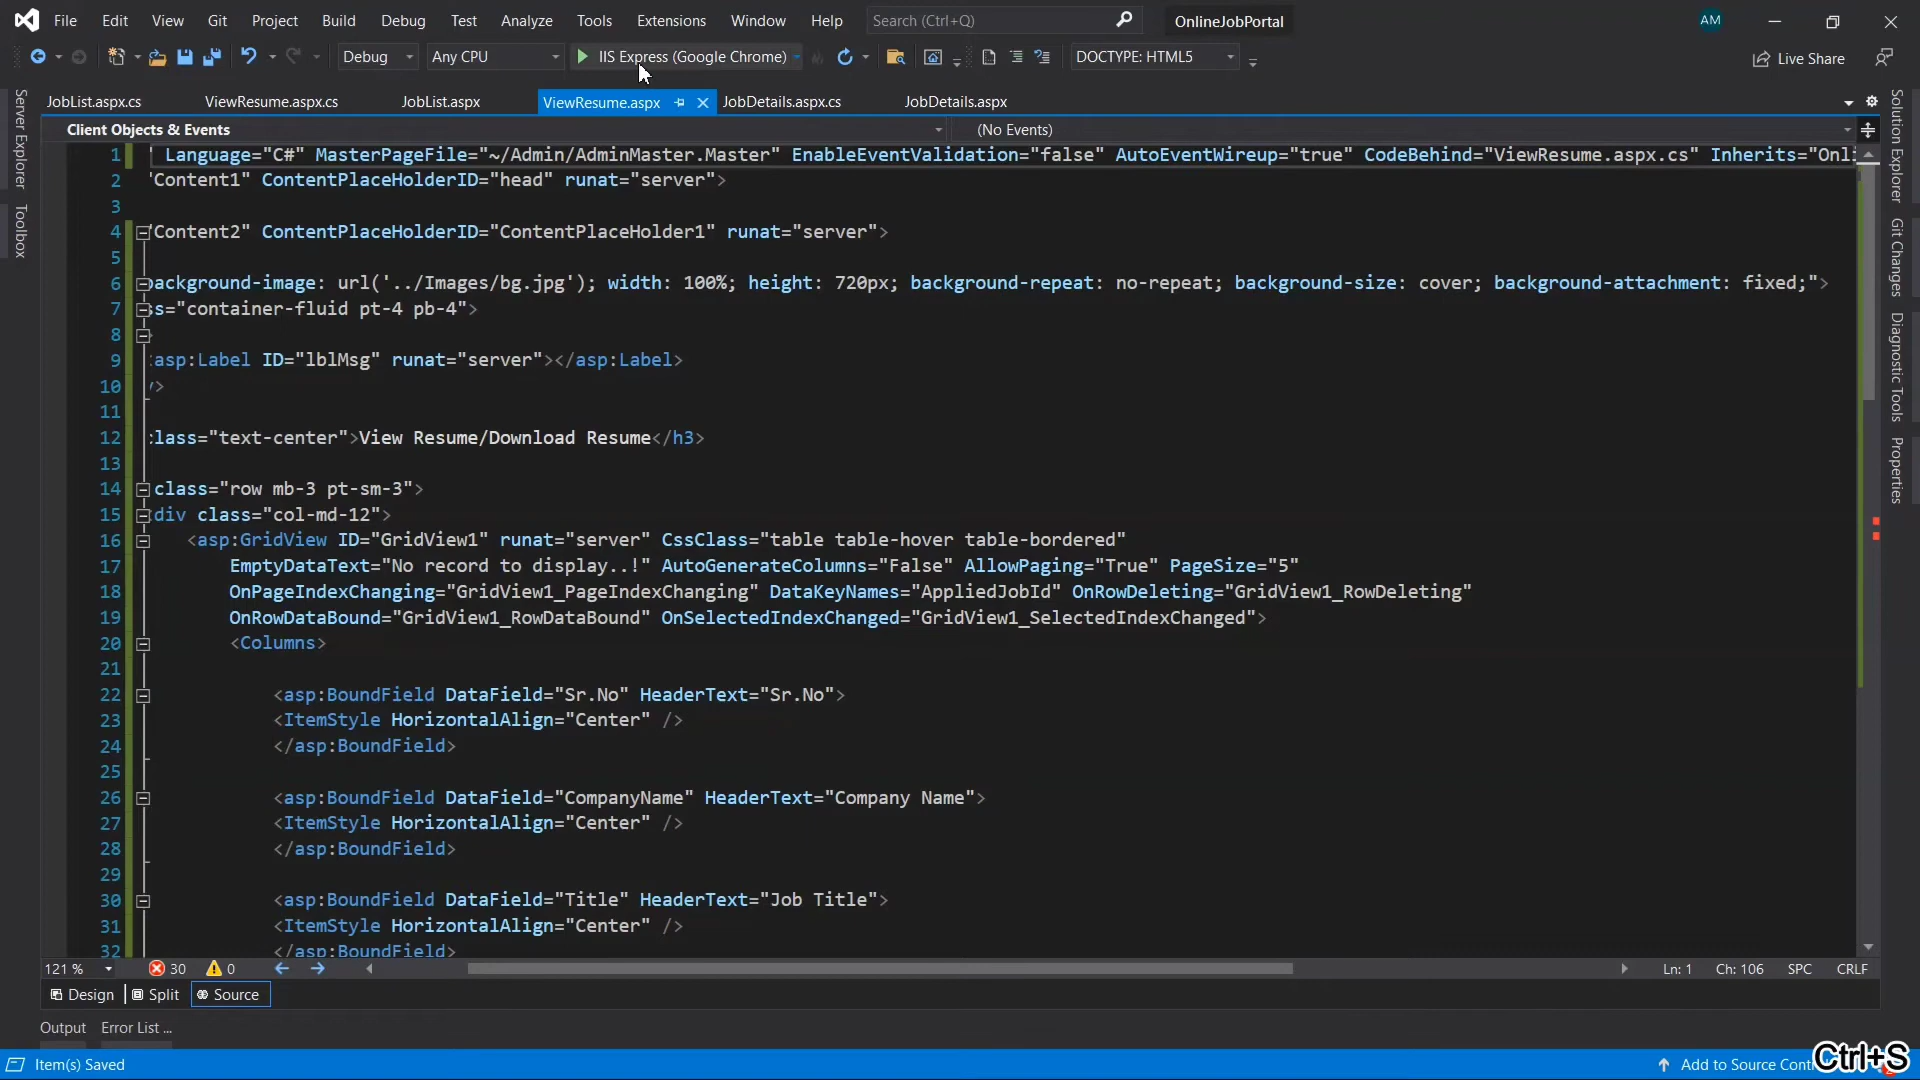 File Edit View Git Project Build Debug Test Analyze Tools Extensions Window Help Search (Ctrl+Q) OnlineJobPortal AM
Debug Any CPU IIS Express (Google Chrome) DOCTYPE: HTML5 Live Share
JobList.aspx.cs ViewResume.aspx.cs JobList.aspx ViewResume.aspx JobDetails.aspx.cs JobDetails.aspx
Server Explorer
Toolbox
Client Objects & Events (No Events)
1 " Language="C#" MasterPageFile="~/Admin/AdminMaster.Master" EnableEventValidation="false" AutoEventWireup="true" CodeBehind="ViewResume.aspx.cs" Inherits="Onli
2 "Content1" ContentPlaceHolderID="head" runat="server">
3
4 "Content2" ContentPlaceHolderID="ContentPlaceHolder1" runat="server">
5
6 background-image: url('../Images/bg.jpg'); width: 100%; height: 720px; background-repeat: no-repeat; background-size: cover; background-attachment: fixed;">
7 ss="container-fluid pt-4 pb-4">
8
9 asp:Label ID="lblMsg" runat="server"></asp:Label>
10 >
11
12 class="text-center">View Resume/Download Resume</h3>
13
14 class="row mb-3 pt-sm-3">
15 div class="col-md-12">
16 <asp:GridView ID="GridView1" runat="server" CssClass="table table-hover table-bordered"
17 EmptyDataText="No record to display..!" AutoGenerateColumns="False" AllowPaging="True" PageSize="5"
18 OnPageIndexChanging="GridView1_PageIndexChanging" DataKeyNames="AppliedJobId" OnRowDeleting="GridView1_RowDeleting"
19 OnRowDataBound="GridView1_RowDataBound" OnSelectedIndexChanged="GridView1_SelectedIndexChanged">
20 <Columns>
21
22 <asp:BoundField DataField="Sr.No" HeaderText="Sr.No">
23 <ItemStyle HorizontalAlign="Center" />
24 </asp:BoundField>
25
26 <asp:BoundField DataField="CompanyName" HeaderText="Company Name">
27 <ItemStyle HorizontalAlign="Center" />
28 </asp:BoundField>
29
30 <asp:BoundField DataField="Title" HeaderText="Job Title">
31 <ItemStyle HorizontalAlign="Center" />
32 </asp:BoundField>
Solution Explorer
Git Changes
Diagnostic Tools
Properties
121 % 30 0 Ln: 1 Ch: 106 SPC CRLF
Design Split Source
Output Error List ...
Item(s) Saved Add to Source Cont
Ctrl+S